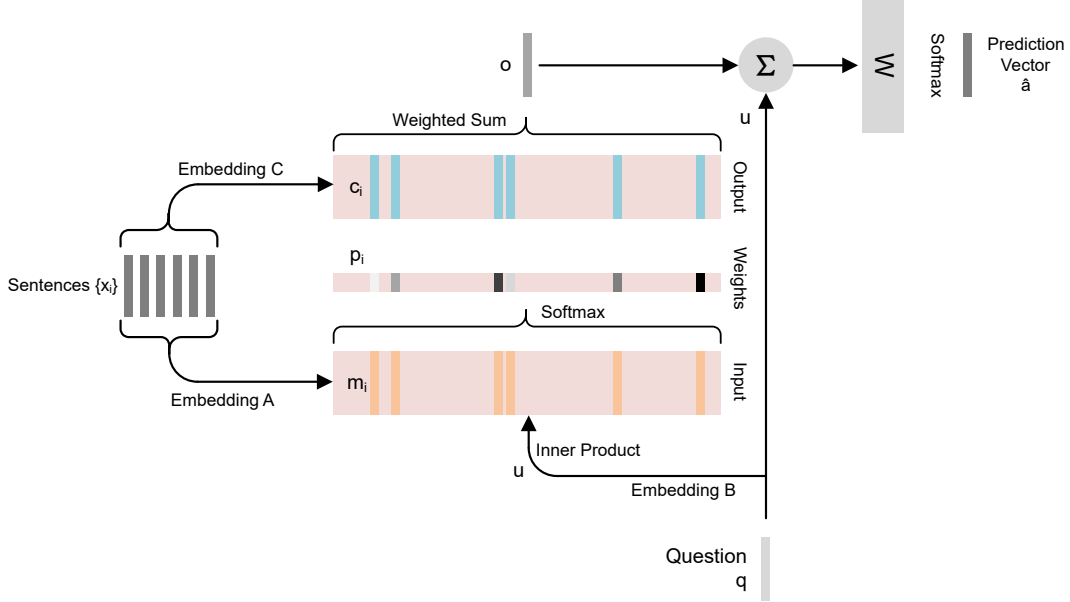 o
Σ
W
Softmax
Prediction
Vector
â
u
Weighted Sum
Embedding C
cᵢ
Output
pᵢ
Weights
Sentences {xᵢ}
Softmax
mᵢ
Input
Embedding A
Inner Product
u
Embedding B
Question
q